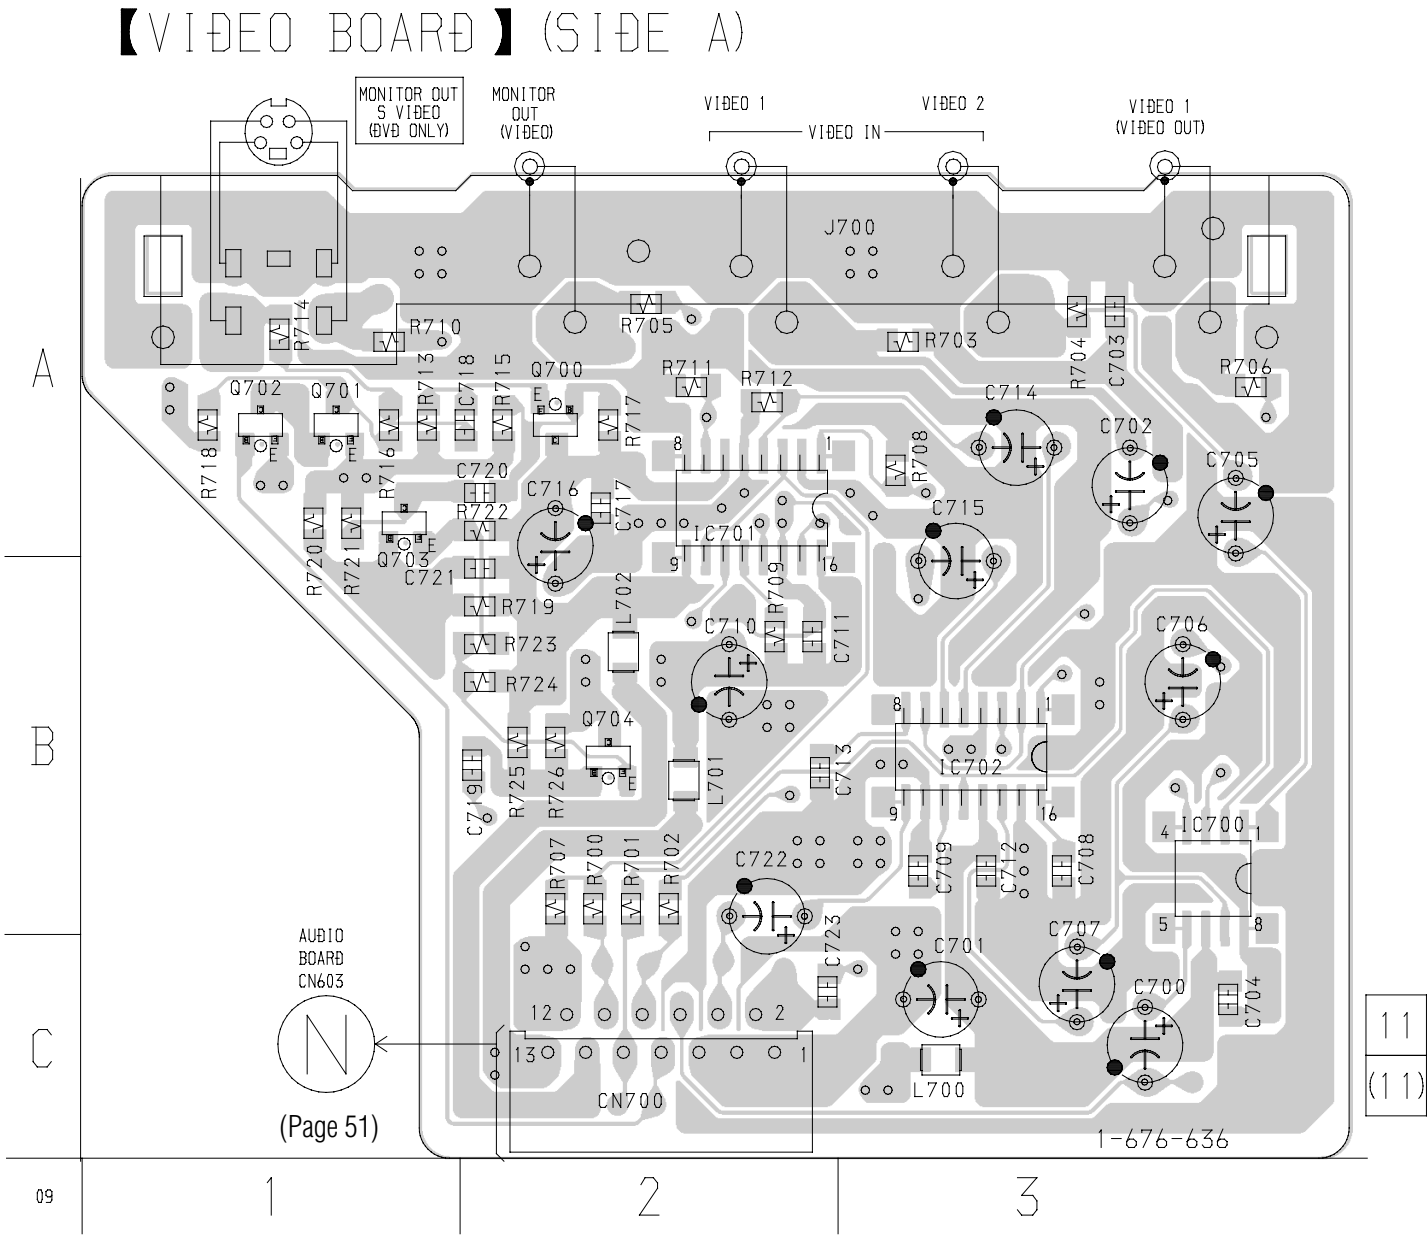 【VIDEO BOARD】 (SIDE A)
MONITOR OUT
S VIDEO
(DVD ONLY)
MONITOR
OUT
(VIDEO)
VIDEO 1
VIDEO 2
VIDEO IN
VIDEO 1
(VIDEO OUT)
J700
R714
R710
R705
R703
R704
C703
R706
R713
C718
R715
Q700
E
R711
R712
C714
Q702
Q701
R717
R708
C702
C705
8
1
R718
E
E
R716
C720
C716
C717
R722
IC701
C715
R720
R721
Q703
E
C721
9
16
A
R719
L702
R709
C710
C711
C706
R723
R724
Q704
8
1
B
C719
R725
R726
E
L701
C713
IC702
9
16
IC700
4
1
R707
R700
R701
R702
C722
C709
C712
C708
5
8
AUDIO
BOARD
CN603
N
(Page 51)
C723
C701
C707
C700
C704
12
2
13
1
CN700
L700
1-676-636
C
11
(11)
09
1
2
3